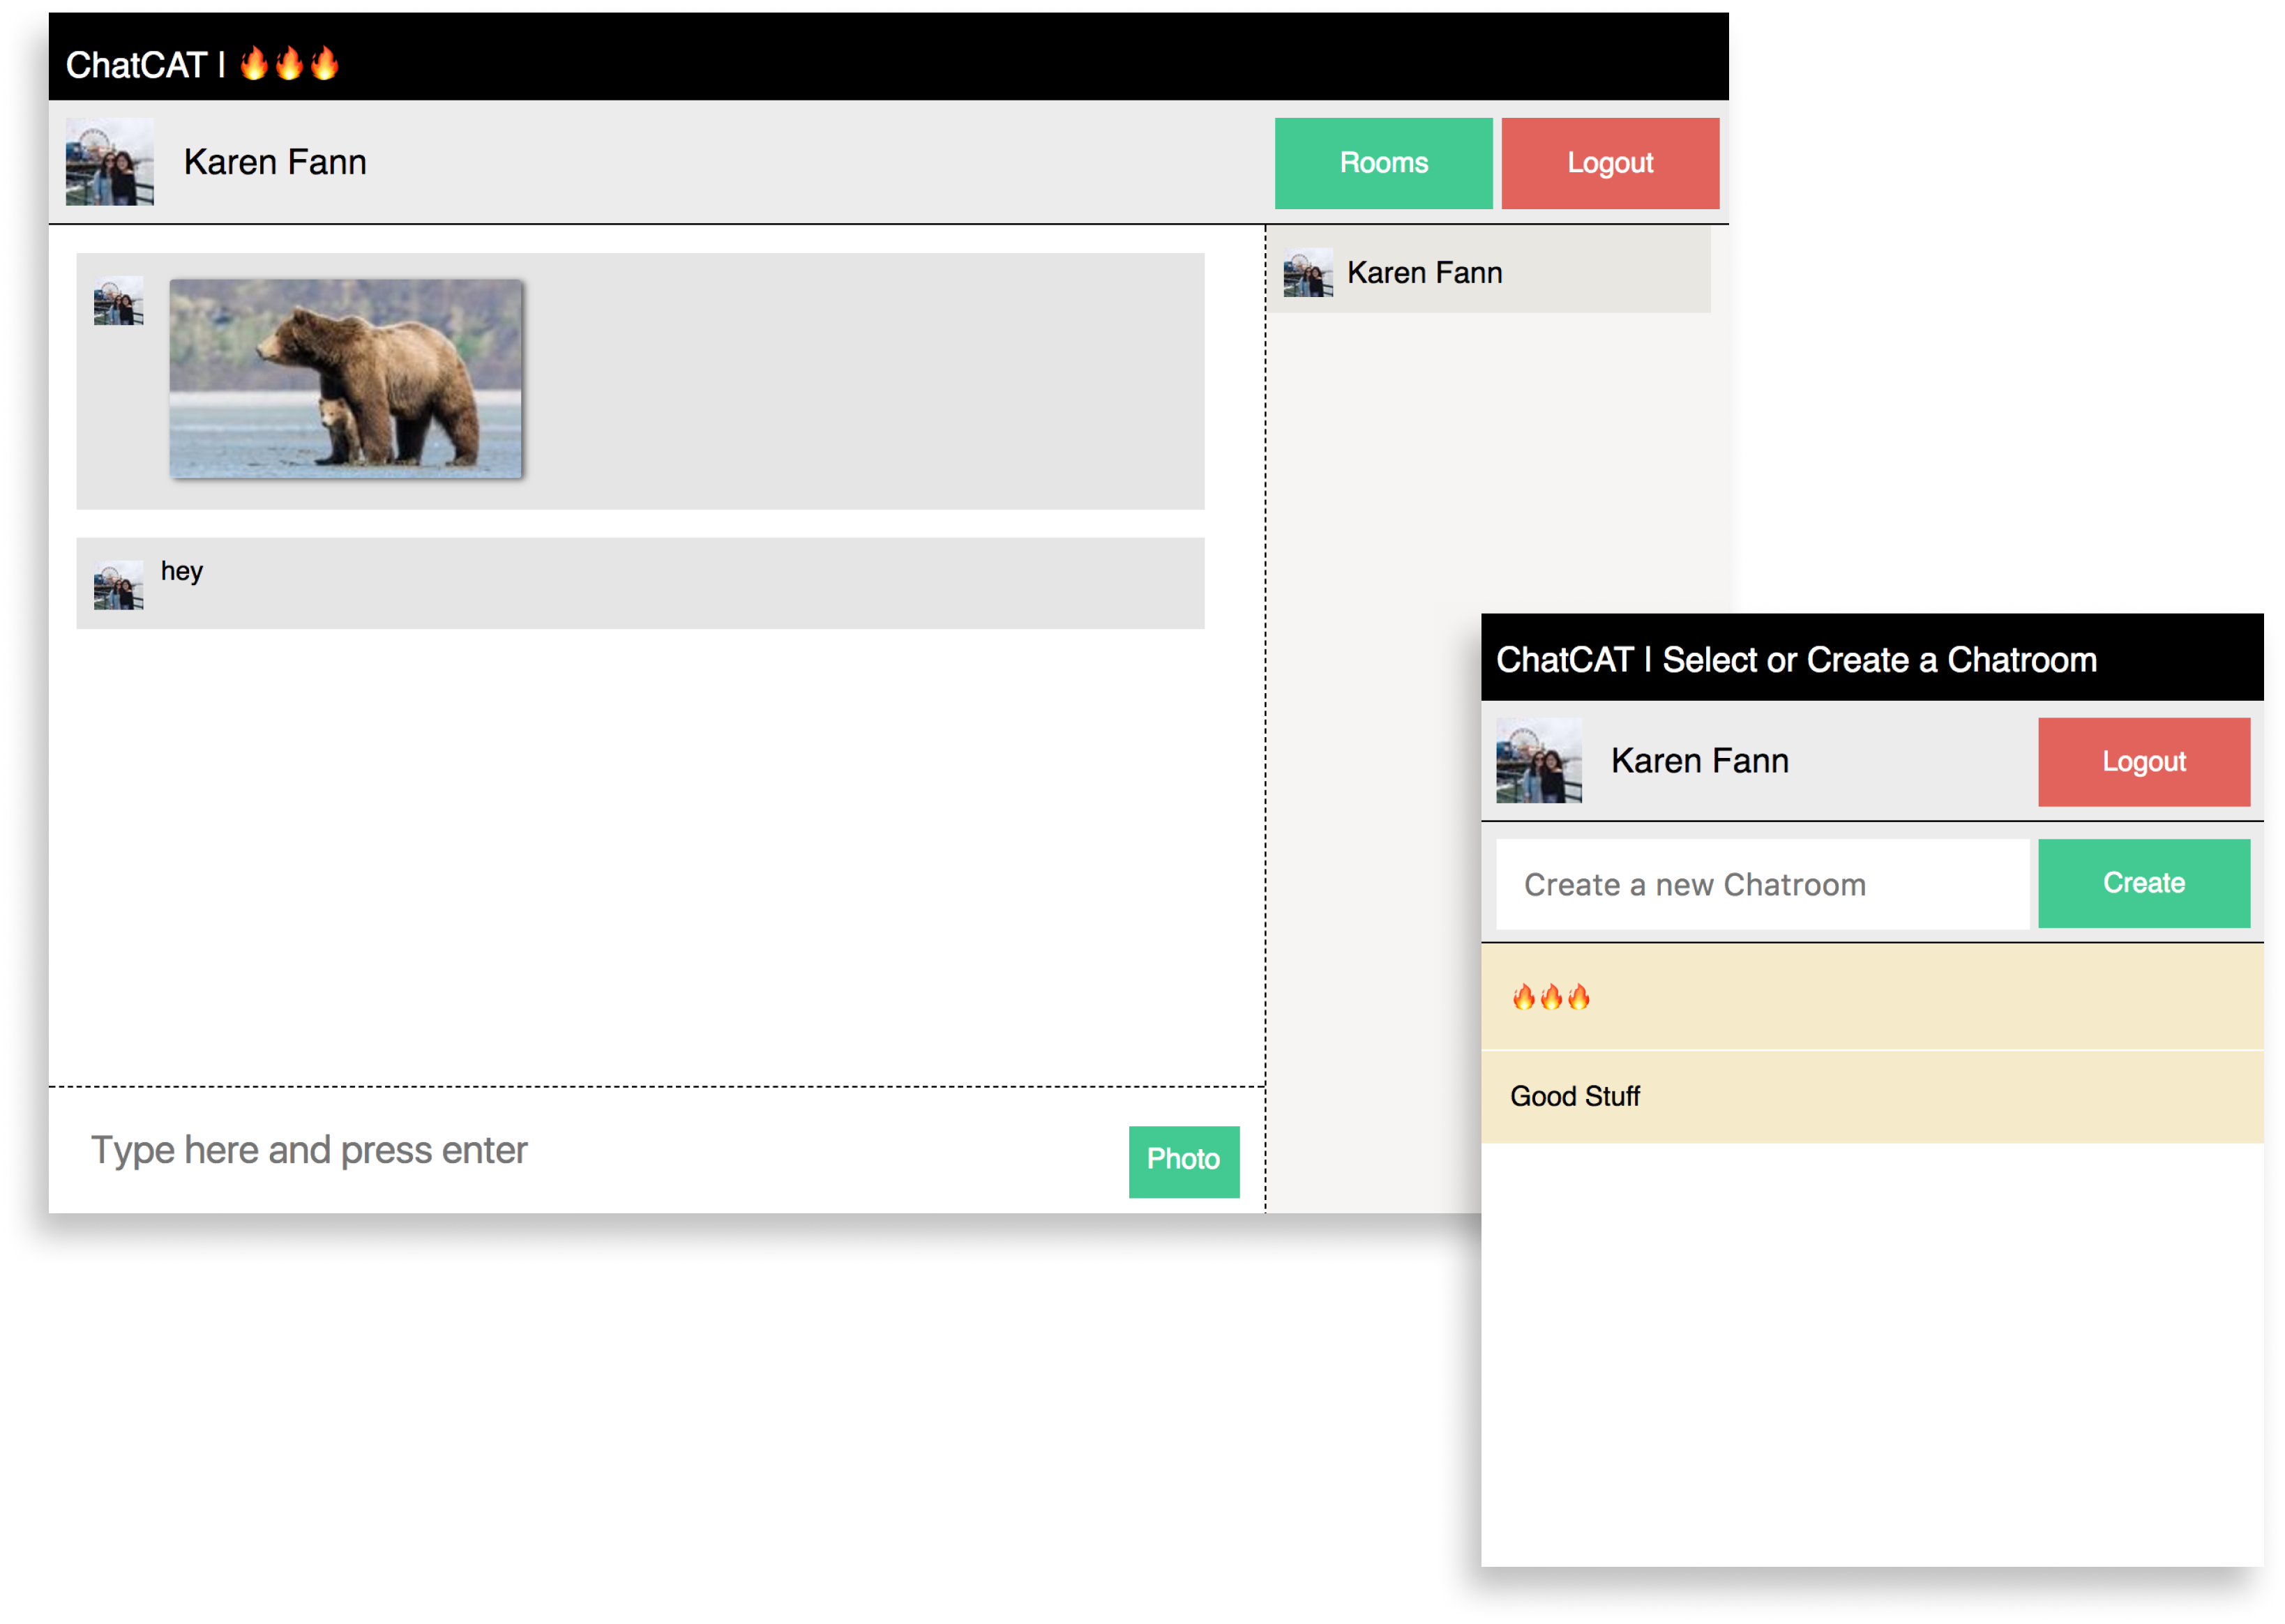 ChatCAT | 🔥🔥🔥
Karen Fann
Rooms
Logout
Karen Fann
hey
Type here and press enter
Photo
ChatCAT | Select or Create a Chatroom
Karen Fann
Logout
Create a new Chatroom
Create
🔥🔥🔥
Good Stuff